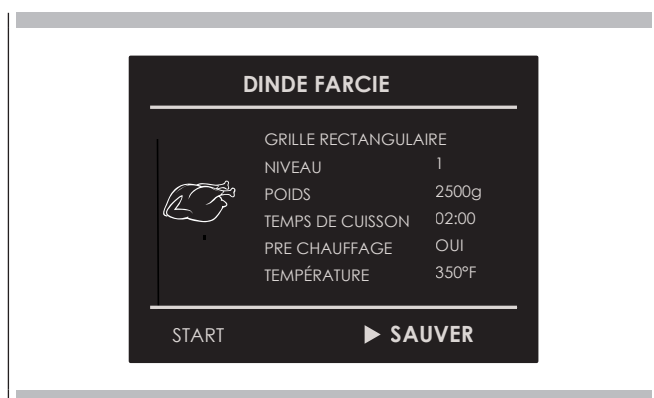 DINDE FARCIE
GRILLE RECTANGULAIRE
NIVEAU 1
POIDS 2500g
TEMPS DE CUISSON 02:00
PRE CHAUFFAGE OUI
TEMPÉRATURE 350°F
START ▶ SAUVER